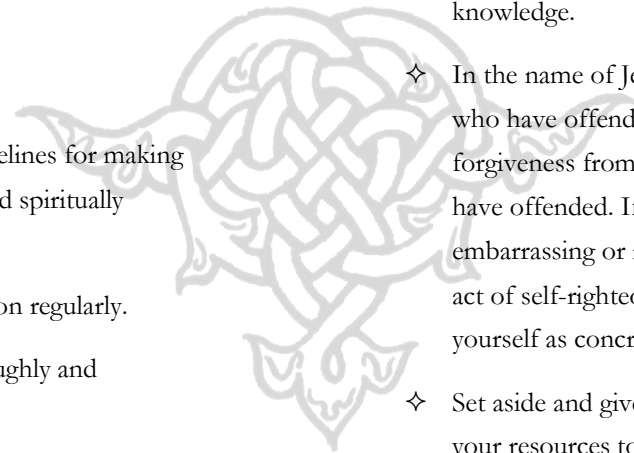 elines for making
d spiritually
on regularly.
ughly and
knowledge.
✧ In the name of Je
who have offend
forgiveness from
have offended. If
embarrassing or
act of self-righteo
yourself as concr
✧ Set aside and give
your resources to